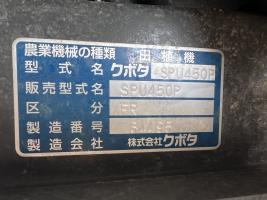 農業機械の種類 田植機
型式名 クボタ SPU450P
販売型式名 SPU450P
区分
製造番号
製造会社 株式会社クボタ